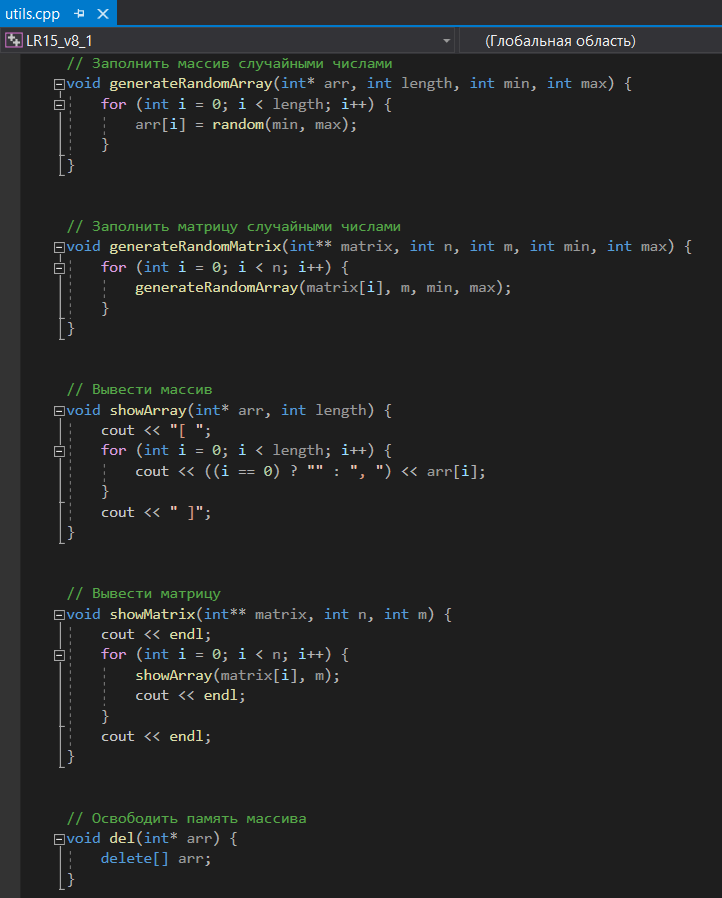 utils.cpp
LR15_v8_1 (Глобальная область)
// Заполнить массив случайными числами
void generateRandomArray(int* arr, int length, int min, int max) {
for (int i = 0; i < length; i++) {
arr[i] = random(min, max);
}
}
// Заполнить матрицу случайными числами
void generateRandomMatrix(int** matrix, int n, int m, int min, int max) {
for (int i = 0; i < n; i++) {
generateRandomArray(matrix[i], m, min, max);
}
}
// Вывести массив
void showArray(int* arr, int length) {
cout << "[ ";
for (int i = 0; i < length; i++) {
cout << ((i == 0) ? "" : ", ") << arr[i];
}
cout << " ]";
}
// Вывести матрицу
void showMatrix(int** matrix, int n, int m) {
cout << endl;
for (int i = 0; i < n; i++) {
showArray(matrix[i], m);
cout << endl;
}
cout << endl;
}
// Освободить память массива
void del(int* arr) {
delete[] arr;
}